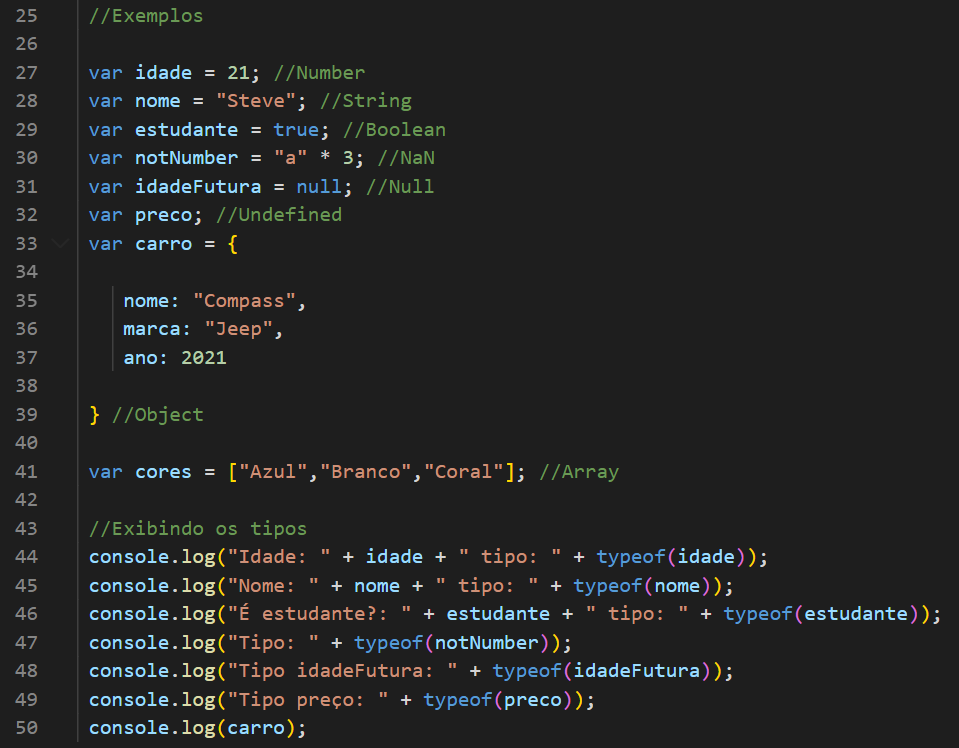 25 //Exemplos
26
27 var idade = 21; //Number
28 var nome = "Steve"; //String
29 var estudante = true; //Boolean
30 var notNumber = "a" * 3; //NaN
31 var idadeFutura = null; //Null
32 var preco; //Undefined
33 var carro = {
34
35 nome: "Compass",
36 marca: "Jeep",
37 ano: 2021
38
39 } //Object
40
41 var cores = ["Azul","Branco","Coral"]; //Array
42
43 //Exibindo os tipos
44 console.log("Idade: " + idade + " tipo: " + typeof(idade));
45 console.log("Nome: " + nome + " tipo: " + typeof(nome));
46 console.log("É estudante?: " + estudante + " tipo: " + typeof(estudante));
47 console.log("Tipo: " + typeof(notNumber));
48 console.log("Tipo idadeFutura: " + typeof(idadeFutura));
49 console.log("Tipo preço: " + typeof(preco));
50 console.log(carro);